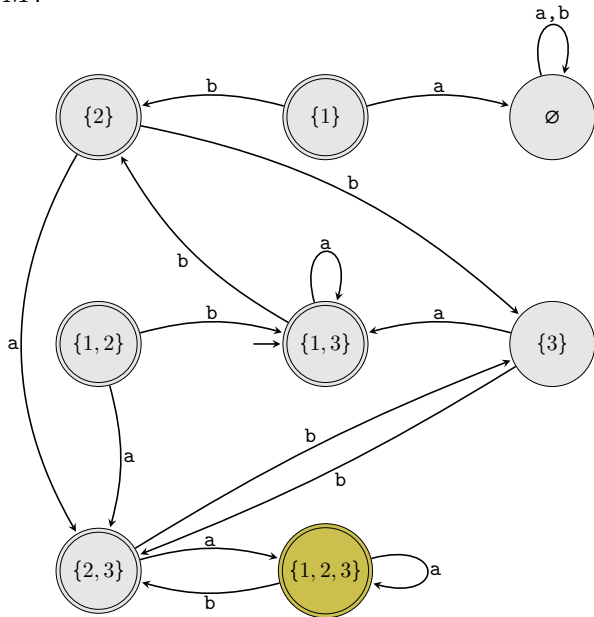 a,b
b
a
{2}
{1}
∅
b
b
a
a
b
a
{1, 2}
{1, 3}
{3}
a
b
b
a
{2, 3}
{1, 2, 3}
a
b